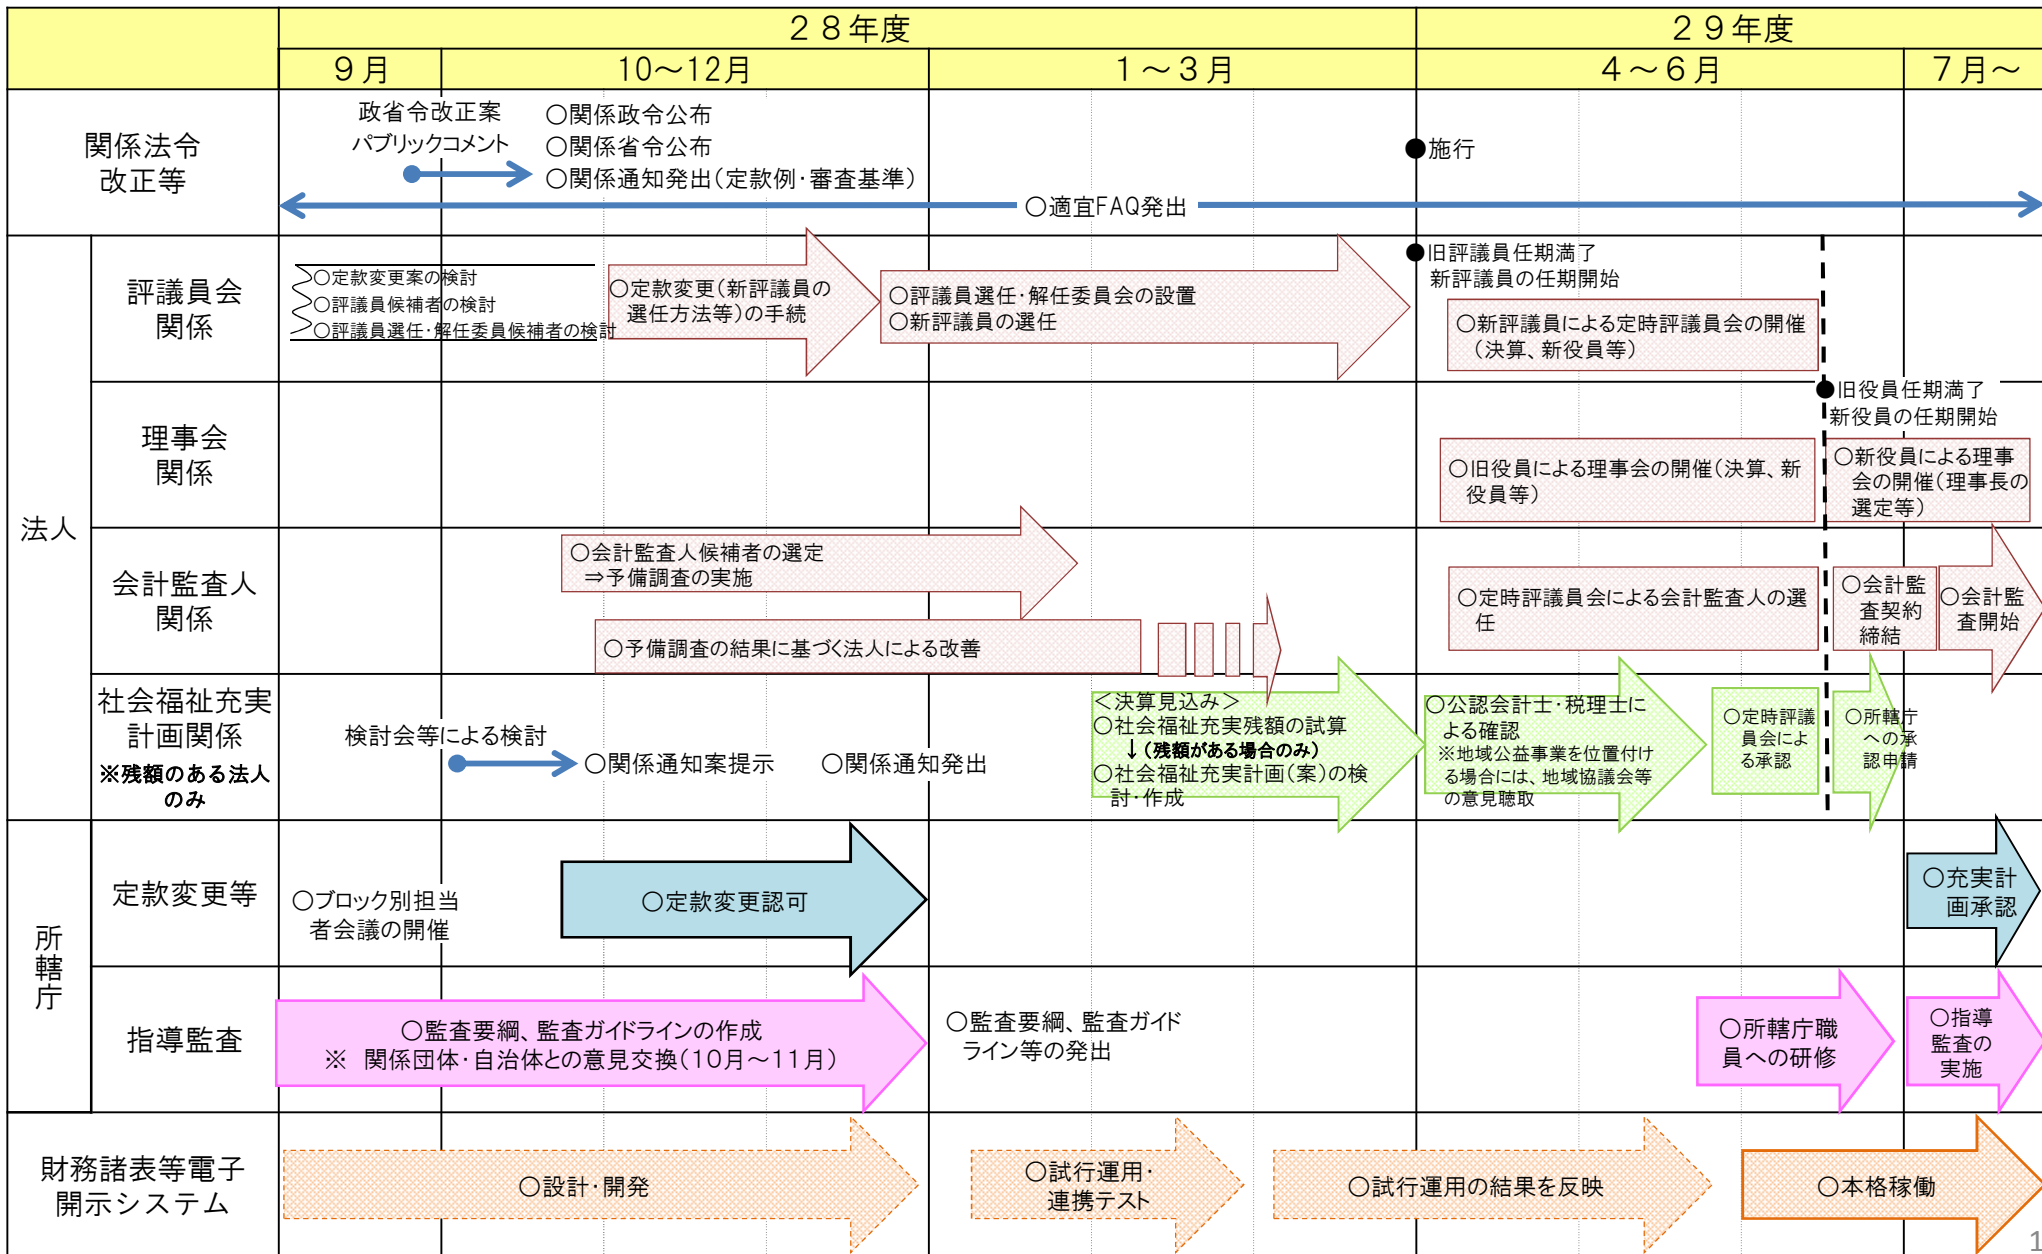 ２８年度
２９年度
９月
10～12月
１～３月
４～６月
７月～
関係法令
改正等
政省令改正案
パブリックコメント
○関係政令公布
○関係省令公布
○関係通知発出（定款例・審査基準）
●施行
○適宜FAQ発出
法人
評議員会
関係
○定款変更案の検討
○評議員候補者の検討
○評議員選任・解任委員候補者の検討
○定款変更（新評議員の
選任方法等）の手続
○評議員選任・解任委員会の設置
○新評議員の選任
●旧評議員任期満了
新評議員の任期開始
○新評議員による定時評議員会の開催
（決算、新役員等）
理事会
関係
●旧役員任期満了
新役員の任期開始
○旧役員による理事会の開催（決算、新
役員等）
○新役員による理事
会の開催（理事長の
選定等）
会計監査人
関係
○会計監査人候補者の選定
⇒予備調査の実施
○予備調査の結果に基づく法人による改善
○定時評議員会による会計監査人の選
任
○会計監
査契約
締結
○会計監
査開始
社会福祉充実
計画関係
※残額のある法人
のみ
検討会等による検討
○関係通知案提示
○関係通知発出
＜決算見込み＞
○社会福祉充実残額の試算
↓（残額がある場合のみ）
○社会福祉充実計画（案）の検
討・作成
○公認会計士・税理士に
よる確認
※地域公益事業を位置付け
る場合には、地域協議会等
の意見聴取
○定時評議
員会によ
る承認
○所轄庁
への承
認申請
所轄庁
定款変更等
○ブロック別担当
者会議の開催
○定款変更認可
○充実計
画承認
指導監査
○監査要綱、監査ガイドラインの作成
※　関係団体・自治体との意見交換（10月～11月）
○監査要綱、監査ガイド
ライン等の発出
○所轄庁職
員への研修
○指導
監査の
実施
財務諸表等電子
開示システム
○設計・開発
○試行運用・
連携テスト
○試行運用の結果を反映
○本格稼働
1